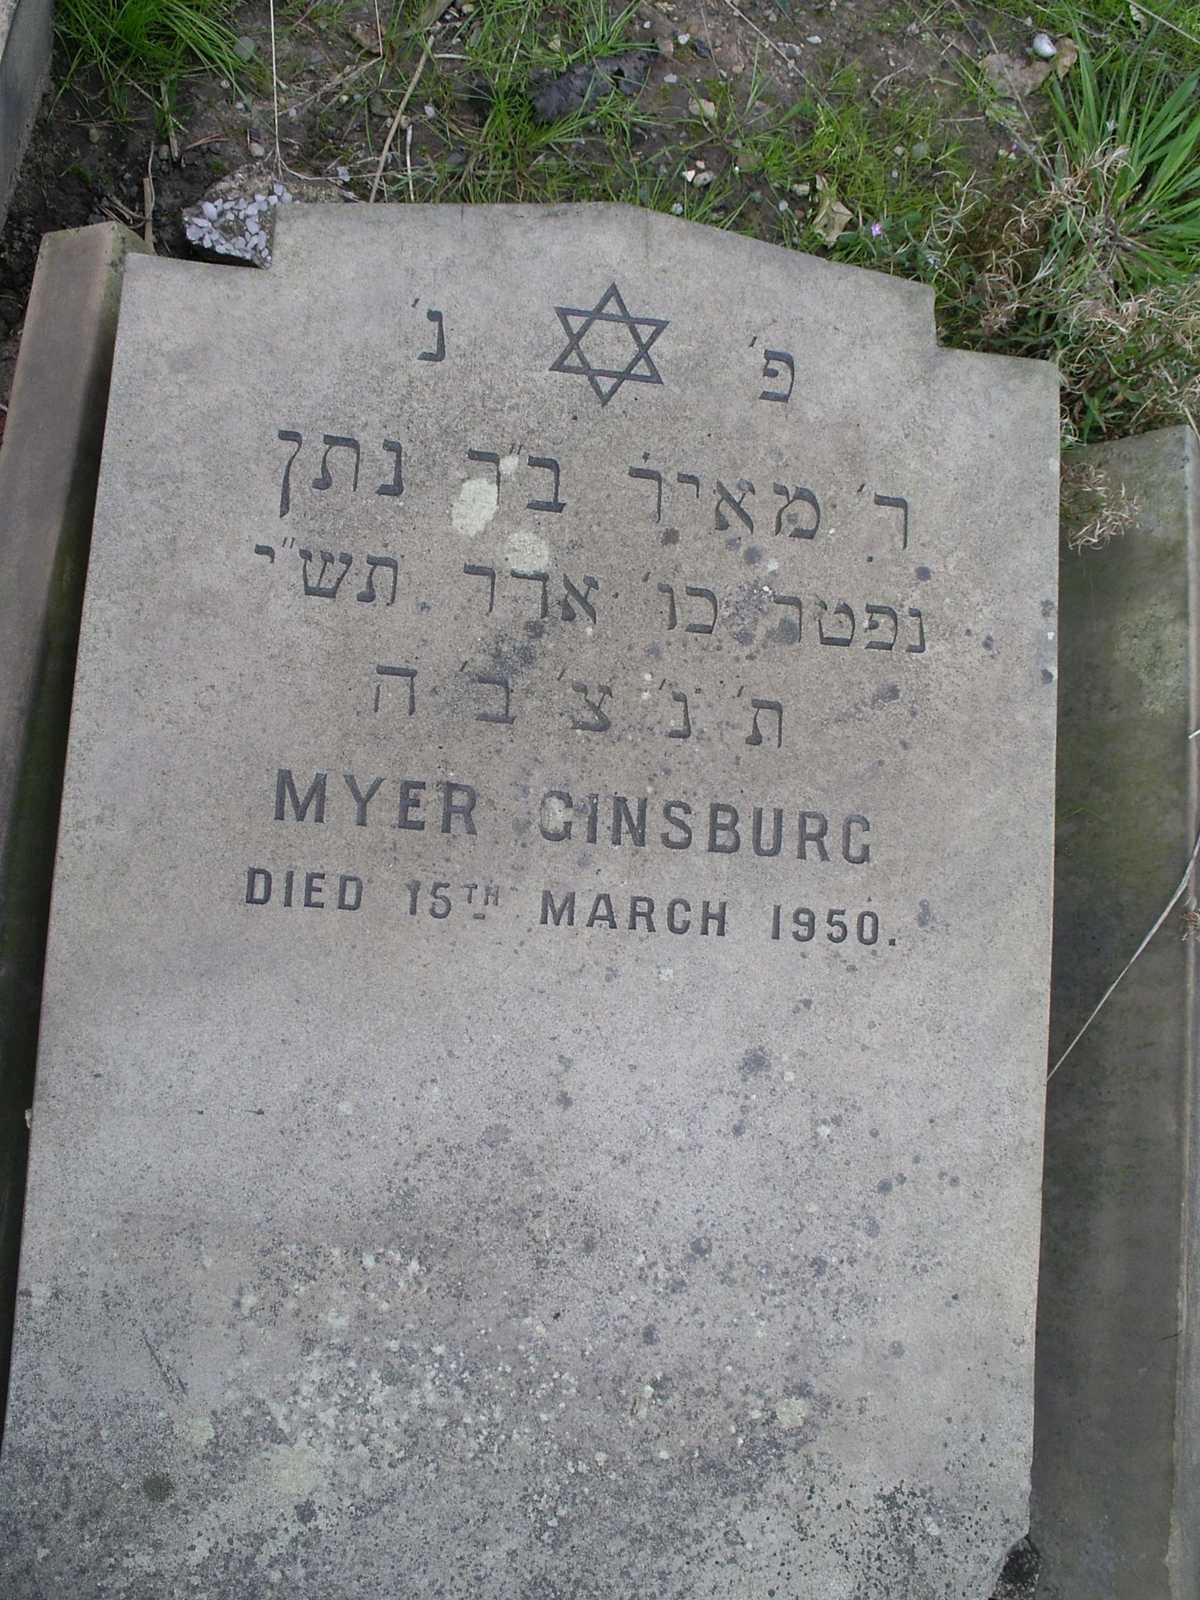 פ' נ'
ר' מאיר ב"ר נתן
נפטר כו' אדר תש"י
ת' נ' צ' ב' ה
MYER GINSBURG
DIED 15TH MARCH 1950.